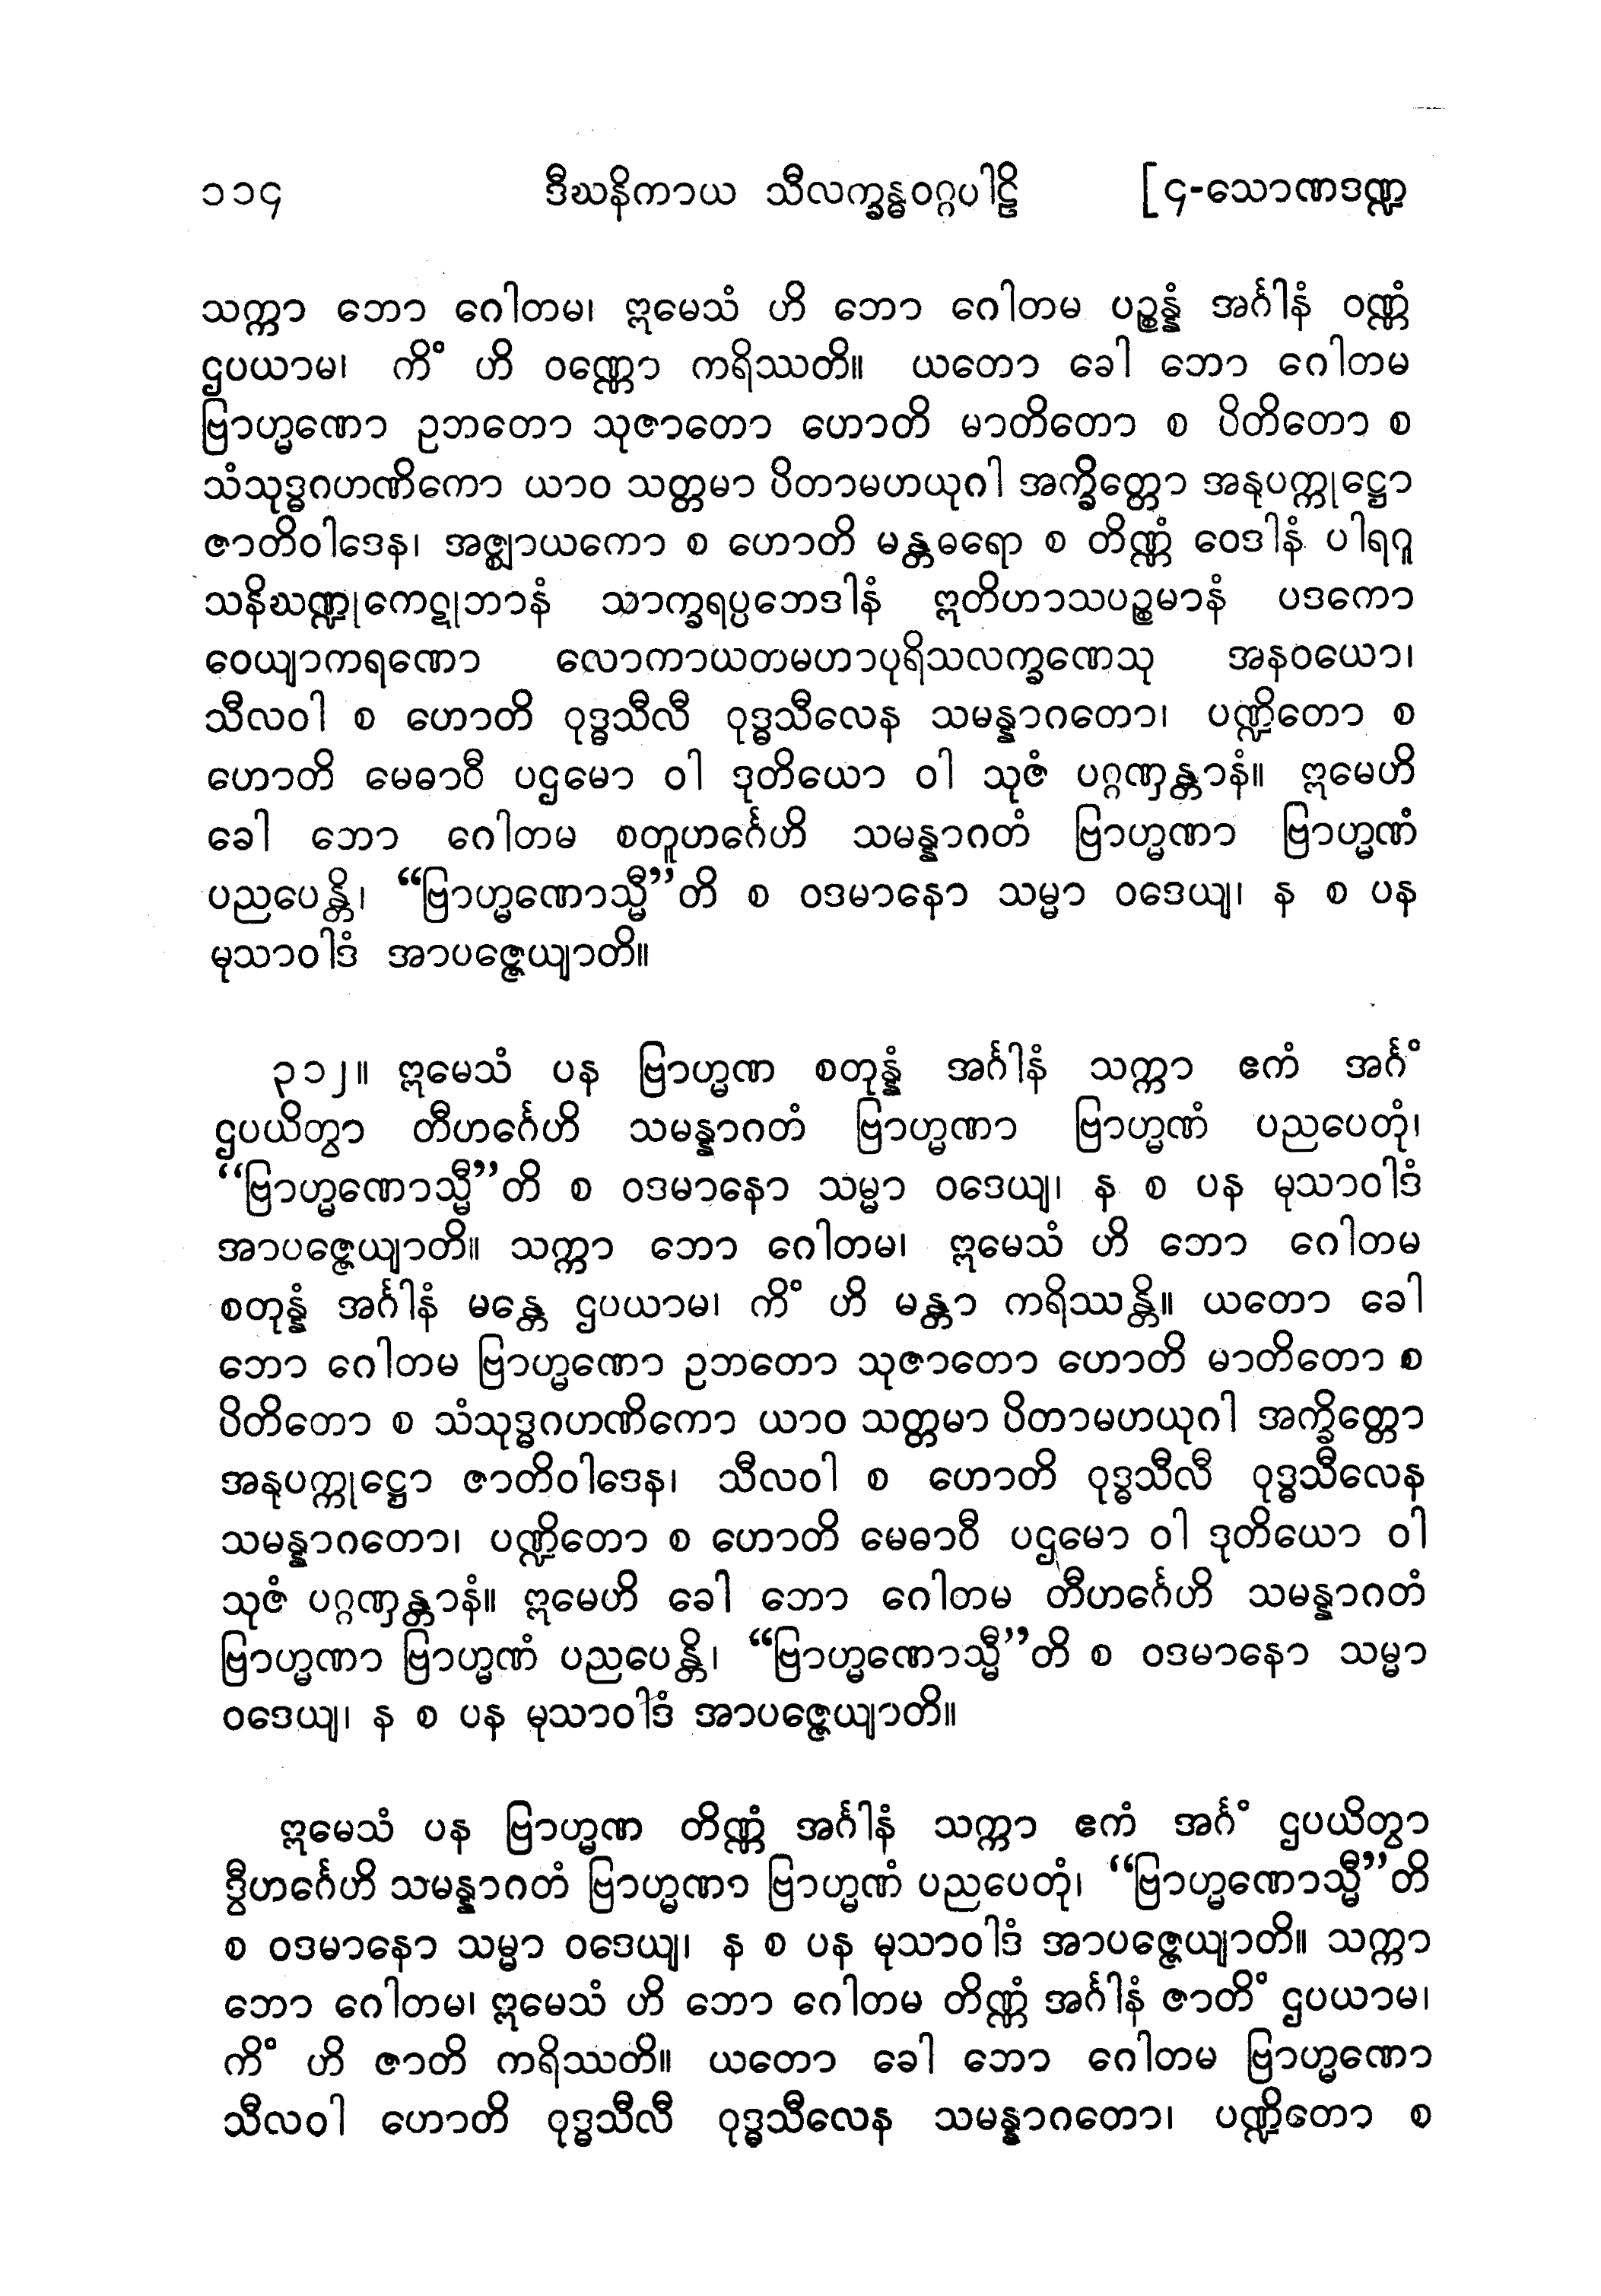 ၁၁၄ ဒီဃနိကာယ သီလက္ခန္ဓဝဂ္ဂပါဠိ [၄-သောဏဒဏ္ဍ
သက္ကာ ဘော ဂေါတမ၊ ဣမေသံ ဟိ ဘော ဂေါတမ ပဉ္စန္နံ အင်္ဂါနံ ဝဏ္ဏံ
ဌပယာမ၊ ကိံ ဟိ ဝဏ္ဏော ကရိဿတိ။ ယတော ခေါ ဘော ဂေါတမ
ဗြာဟ္မဏော ဥဘတော သုဇာတော ဟောတိ မာတိတော စ ပိတိတော စ
သံသုဒ္ဓဂဟဏိကော ယာဝ သတ္တမာ ပိတာမဟယုဂါ အက္ခိတ္တော အနုပက္ကုဋ္ဌော
ဇာတိဝါဒေန၊ အဇ္ဈာယကော စ ဟောတိ မန္တဓရော စ တိဏ္ဏံ ဝေဒါနံ ပါရဂူ
သနိဃဏ္ဍုကေဋုဘာနံ သာက္ခရပ္ပဘေဒါနံ ဣတိဟာသပဉ္စမာနံ ပဒကော
ဝေယျာကရဏော လောကာယတမဟာပုရိသလက္ခဏေသု အနဝယော၊
သီလဝါ စ ဟောတိ ဝုဒ္ဓသီလီ ဝုဒ္ဓသီလေန သမန္နာဂတော၊ ပဏ္ဍိတော စ
ဟောတိ မေဓာဝီ ပဌမော ဝါ ဒုတိယော ဝါ သုဇံ ပဂ္ဂဏှန္တာနံ။ ဣမေဟိ
ခေါ ဘော ဂေါတမ စတူဟင်္ဂေဟိ သမန္နာဂတံ ဗြာဟ္မဏာ ဗြာဟ္မဏံ
ပညပေန္တိ၊ “ဗြာဟ္မဏောသ္မီ”တိ စ ဝဒမာနော သမ္မာ ဝဒေယျ၊ န စ ပန
မုသာဝါဒံ အာပဇ္ဇေယျာတိ။
၃၁၂။ ဣမေသံ ပန ဗြာဟ္မဏ စတုန္နံ အင်္ဂါနံ သက္ကာ ဧကံ အင်္ဂံ
ဌပယိတွာ တီဟင်္ဂေဟိ သမန္နာဂတံ ဗြာဟ္မဏာ ဗြာဟ္မဏံ ပညပေတုံ၊
“ဗြာဟ္မဏောသ္မီ”တိ စ ဝဒမာနော သမ္မာ ဝဒေယျ၊ န စ ပန မုသာဝါဒံ
အာပဇ္ဇေယျာတိ။ သက္ကာ ဘော ဂေါတမ၊ ဣမေသံ ဟိ ဘော ဂေါတမ
စတုန္နံ အင်္ဂါနံ မန္တေ ဌပယာမ၊ ကိံ ဟိ မန္တာ ကရိဿန္တိ။ ယတော ခေါ
ဘော ဂေါတမ ဗြာဟ္မဏော ဥဘတော သုဇာတော ဟောတိ မာတိတော စ
ပိတိတော စ သံသုဒ္ဓဂဟဏိကော ယာဝ သတ္တမာ ပိတာမဟယုဂါ အက္ခိတ္တော
အနုပက္ကုဋ္ဌော ဇာတိဝါဒေန၊ သီလဝါ စ ဟောတိ ဝုဒ္ဓသီလီ ဝုဒ္ဓသီလေန
သမန္နာဂတော၊ ပဏ္ဍိတော စ ဟောတိ မေဓာဝီ ပဌမော ဝါ ဒုတိယော ဝါ
သုဇံ ပဂ္ဂဏှန္တာနံ။ ဣမေဟိ ခေါ ဘော ဂေါတမ တီဟင်္ဂေဟိ သမန္နာဂတံ
ဗြာဟ္မဏာ ဗြာဟ္မဏံ ပညပေန္တိ၊ “ဗြာဟ္မဏောသ္မီ”တိ စ ဝဒမာနော သမ္မာ
ဝဒေယျ၊ န စ ပန မုသာဝါဒံ အာပဇ္ဇေယျာတိ။
ဣမေသံ ပန ဗြာဟ္မဏ တိဏ္ဏံ အင်္ဂါနံ သက္ကာ ဧကံ အင်္ဂံ ဌပယိတွာ
ဒွီဟင်္ဂေဟိ သမန္နာဂတံ ဗြာဟ္မဏာ ဗြာဟ္မဏံ ပညပေတုံ၊ “ဗြာဟ္မဏောသ္မီ”တိ
စ ဝဒမာနော သမ္မာ ဝဒေယျ၊ န စ ပန မုသာဝါဒံ အာပဇ္ဇေယျာတိ။ သက္ကာ
ဘော ဂေါတမ၊ ဣမေသံ ဟိ ဘော ဂေါတမ တိဏ္ဏံ အင်္ဂါနံ ဇာတိံ ဌပယာမ၊
ကိံ ဟိ ဇာတိ ကရိဿတိ။ ယတော ခေါ ဘော ဂေါတမ ဗြာဟ္မဏော
သီလဝါ ဟောတိ ဝုဒ္ဓသီလီ ဝုဒ္ဓသီလေန သမန္နာဂတော၊ ပဏ္ဍိတော စ